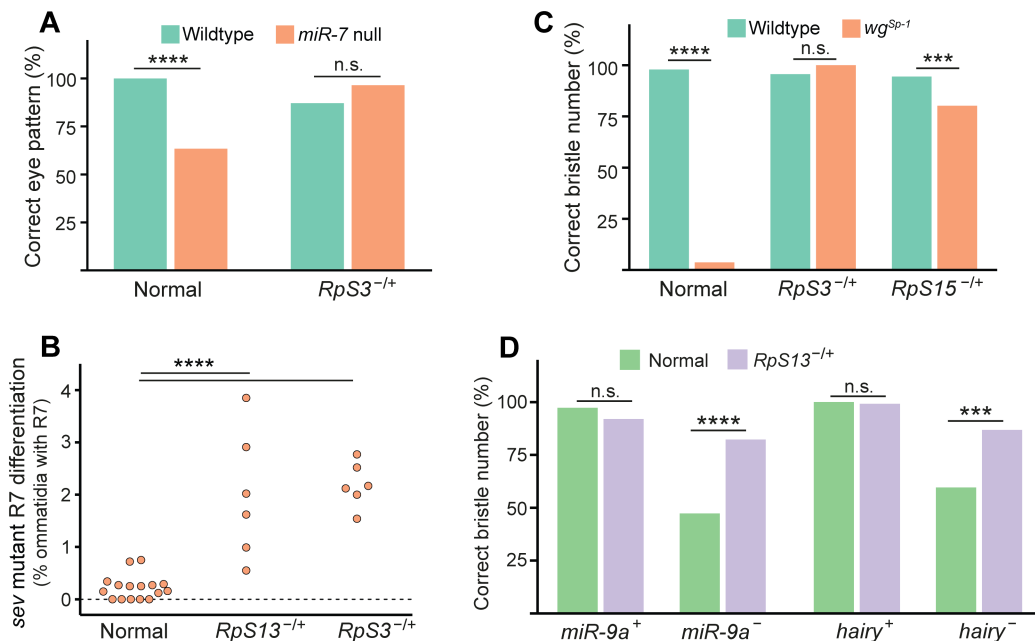 A
Wildtype miR-7 null
Correct eye pattern (%)
100
75
50
25
****
n.s.
Normal RpS3⁻/⁺
B
sev mutant R7 differentiation
(% ommatidia with R7)
4
3
2
1
0
****
Normal RpS13⁻/⁺ RpS3⁻/⁺
C
Wildtype wgSp-1
Correct bristle number (%)
100
75
50
25
****
n.s.
***
Normal RpS3⁻/⁺ RpS15⁻/⁺
D
Normal RpS13⁻/⁺
Correct bristle number (%)
100
75
50
25
n.s.
****
n.s.
***
miR-9a⁺ miR-9a⁻ hairy⁺ hairy⁻